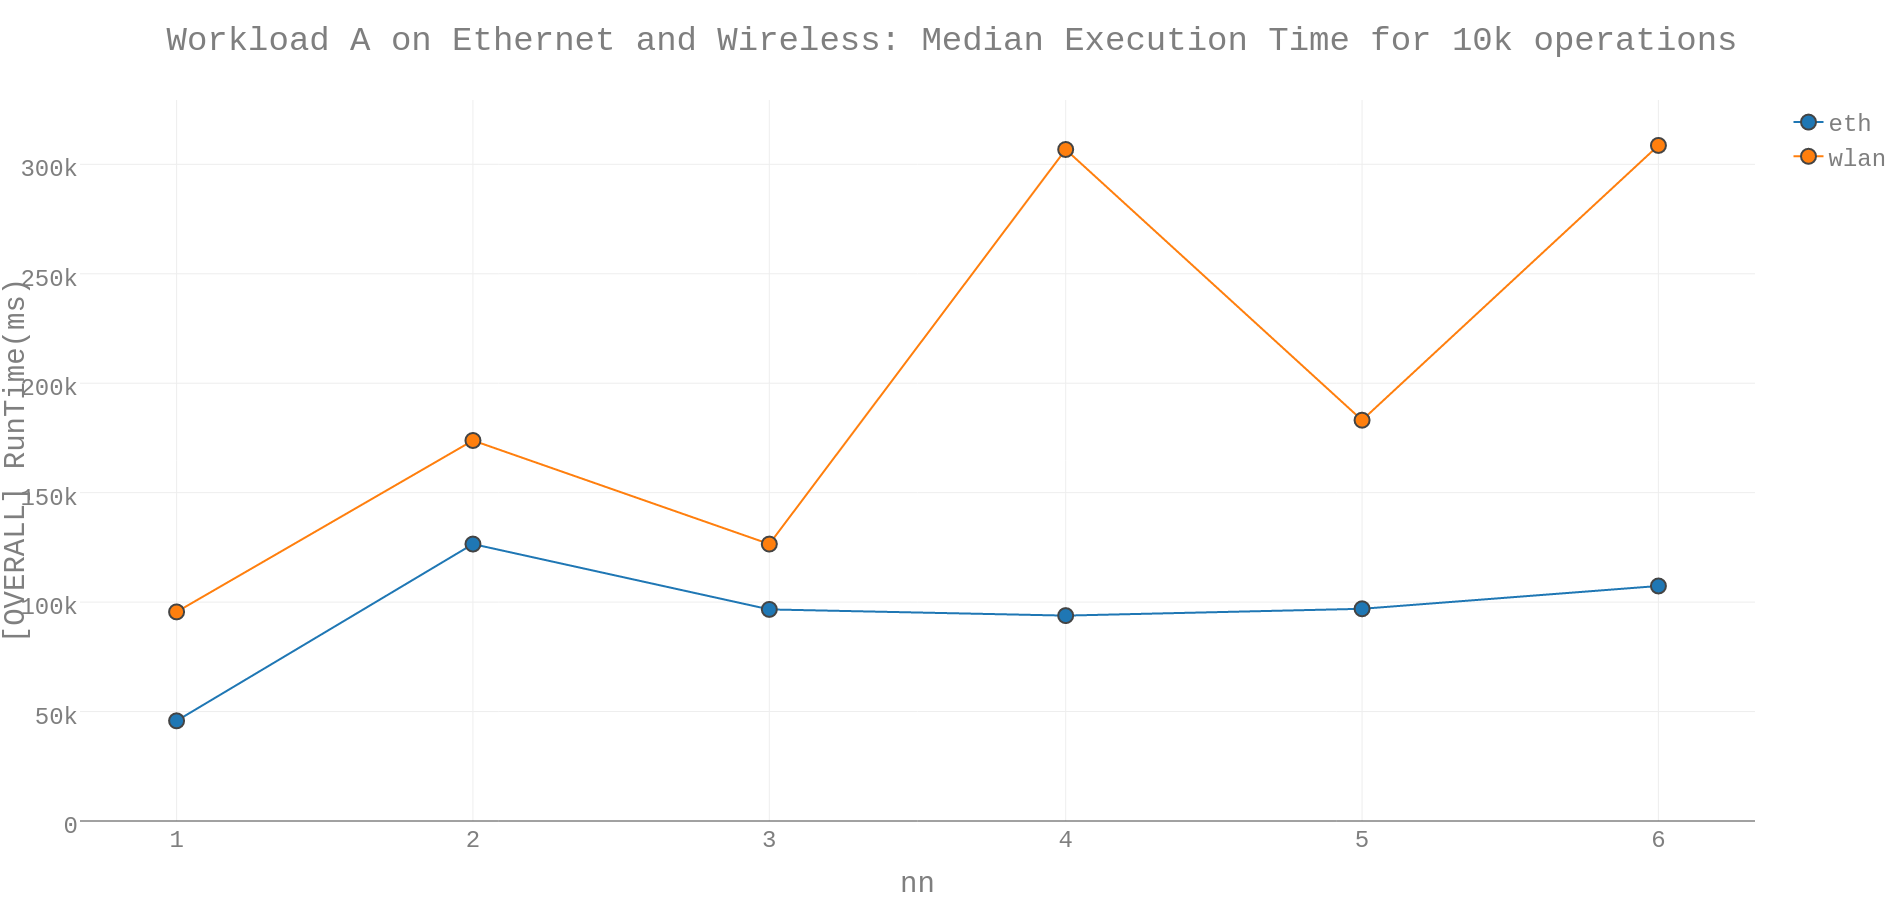 Workload A on Ethernet and Wireless: Median Execution Time for 10k operations
eth
wlan
[OVERALL] RunTime(ms)
300k
250k
200k
150k
100k
50k
0
1 2 3 4 5 6
nn